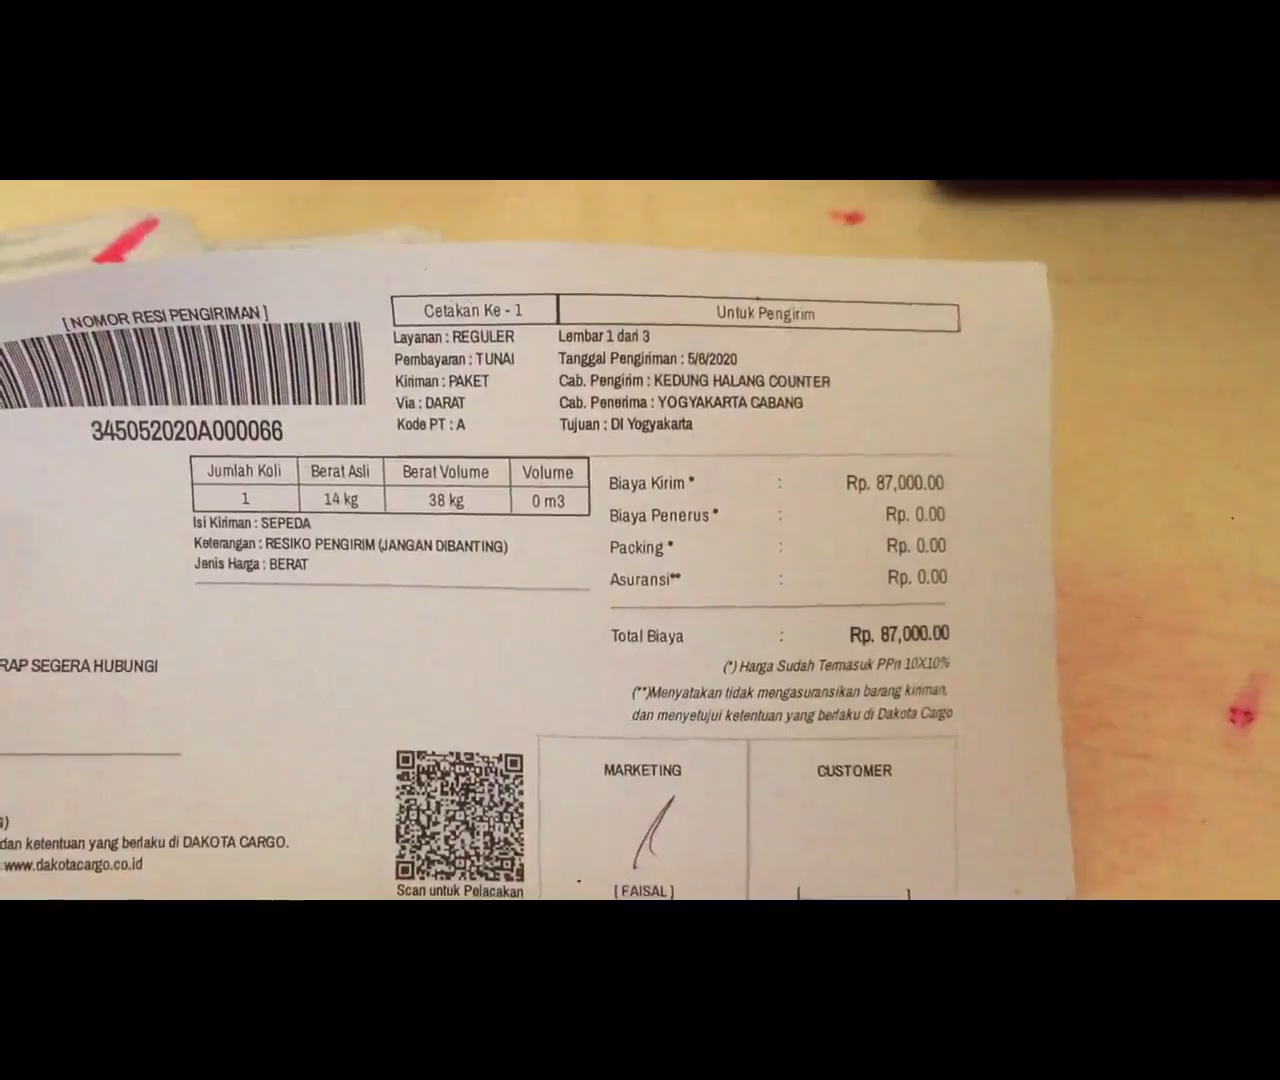 [NOMOR RESI PENGIRIMAN]
345052020A000066
Cetakan Ke - 1
Untuk Pengirim
Layanan : REGULER
Pembayaran : TUNAI
Kiriman : PAKET
Via : DARAT
Kode PT : A
Lembar 1 dari 3
Tanggal Pengiriman : 5/6/2020
Cab. Pengirim : KEDUNG HALANG COUNTER
Cab. Penerima : YOGYAKARTA CABANG
Tujuan : DI Yogyakarta
Jumlah Koli Berat Asli Berat Volume Volume
1 14 kg 38 kg 0 m3
Isi Kiriman : SEPEDA
Keterangan : RESIKO PENGIRIM (JANGAN DIBANTING)
Jenis Harga : BERAT
Biaya Kirim * : Rp. 87,000.00
Biaya Penerus * : Rp. 0.00
Packing * : Rp. 0.00
Asuransi** : Rp. 0.00
Total Biaya : Rp. 87,000.00
(*) Harga Sudah Termasuk PPn 10X10%
(**)Menyatakan tidak mengasuransikan barang kiriman,
dan menyetujui ketentuan yang berlaku di Dakota Cargo
RAP SEGERA HUBUNGI
dan ketentuan yang berlaku di DAKOTA CARGO.
www.dakotacargo.co.id
Scan untuk Pelacakan
MARKETING
[ FAISAL ]
CUSTOMER